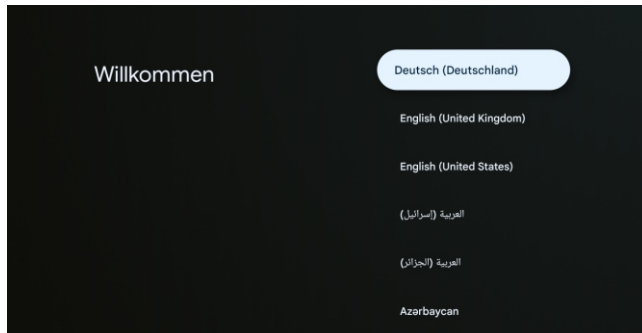 Willkommen
Deutsch (Deutschland)
English (United Kingdom)
English (United States)
العربية (إسرائيل)
العربية (الجزائر)
Azərbaycan